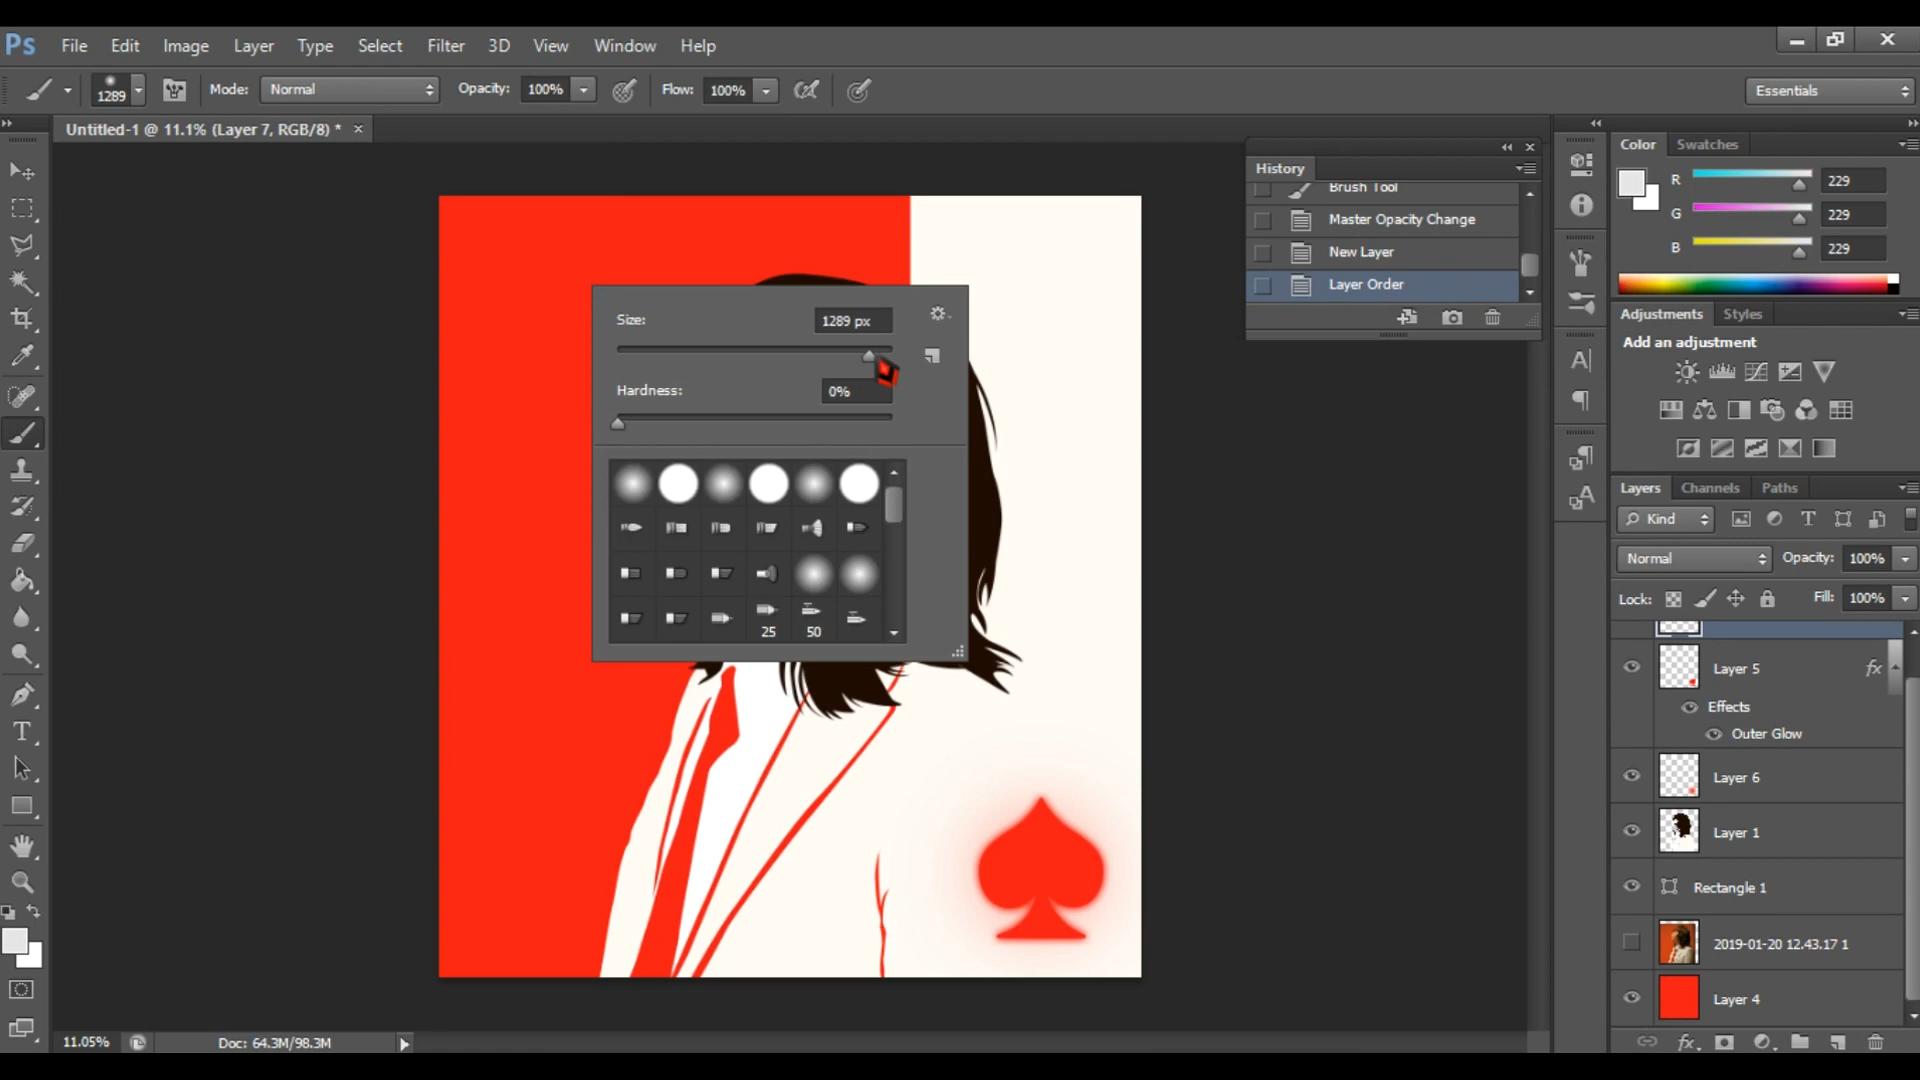 Ps File Edit Image Layer Type Select Filter 3D View Window Help
1289 Mode: Normal Opacity: 100% Flow: 100% Essentials
Untitled-1 @ 11.1% (Layer 7, RGB/8) * ×
History
Brush Tool
Master Opacity Change
New Layer
Layer Order
Size: 1289 px
Hardness: 0%
25 50
Color Swatches
R 229
G 229
B 229
Adjustments Styles
Add an adjustment
Layers Channels Paths
Kind
Normal Opacity: 100%
Lock: Fill: 100%
Layer 5 fx
Effects
Outer Glow
Layer 6
Layer 1
Rectangle 1
2019-01-20 12.43.17 1
Layer 4
fx
11.05% Doc: 64.3M/98.3M